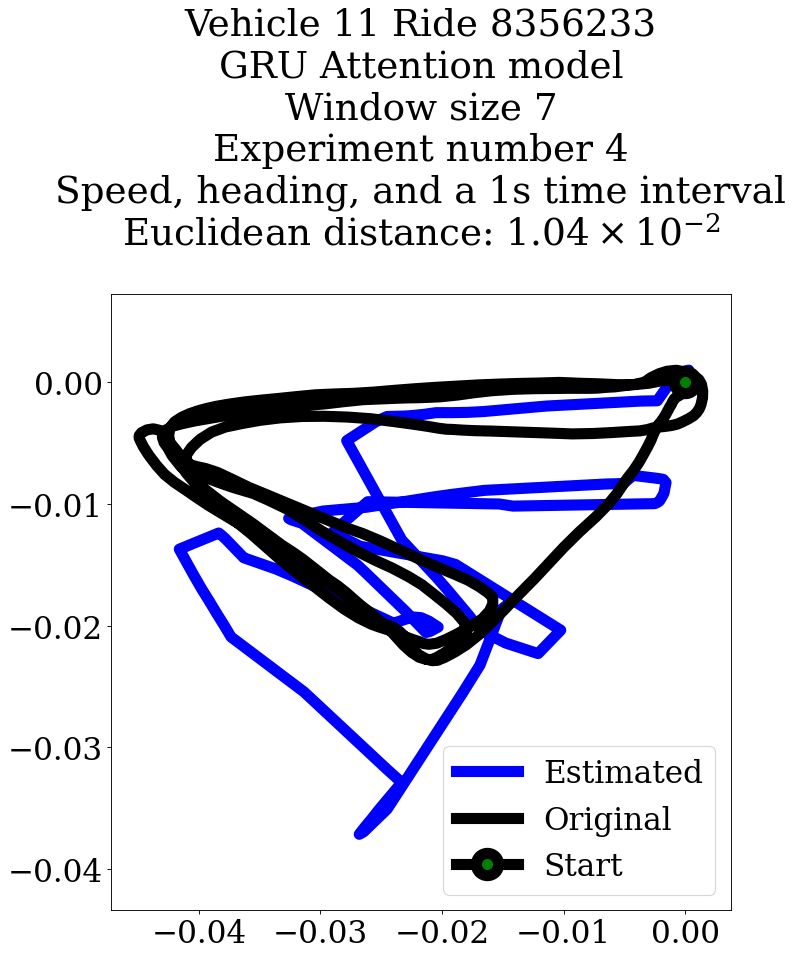 Vehicle 11 Ride 8356233
GRU Attention model
Window size 7
Experiment number 4
Speed, heading, and a 1s time interval
Euclidean distance: 1.04 × 10⁻²
0.00
−0.01
−0.02
−0.03
−0.04
Estimated
Original
Start
−0.04 −0.03 −0.02 −0.01 0.00